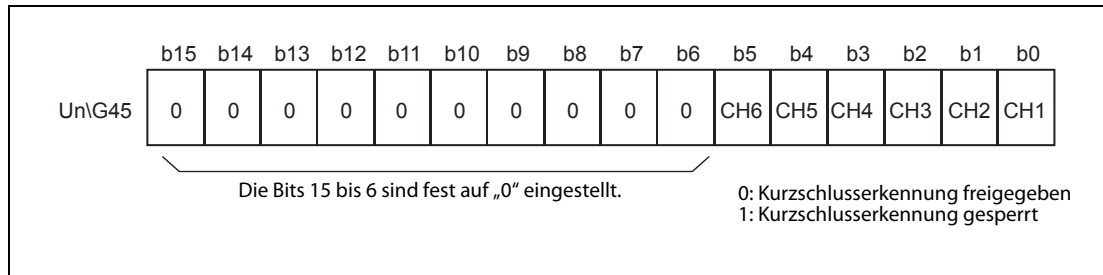 b15 b14 b13 b12 b11 b10 b9 b8 b7 b6 b5 b4 b3 b2 b1 b0
Un\G45 0 0 0 0 0 0 0 0 0 0 CH6 CH5 CH4 CH3 CH2 CH1
Die Bits 15 bis 6 sind fest auf „0“ eingestellt.
0: Kurzschlusserkennung freigegeben
1: Kurzschlusserkennung gesperrt